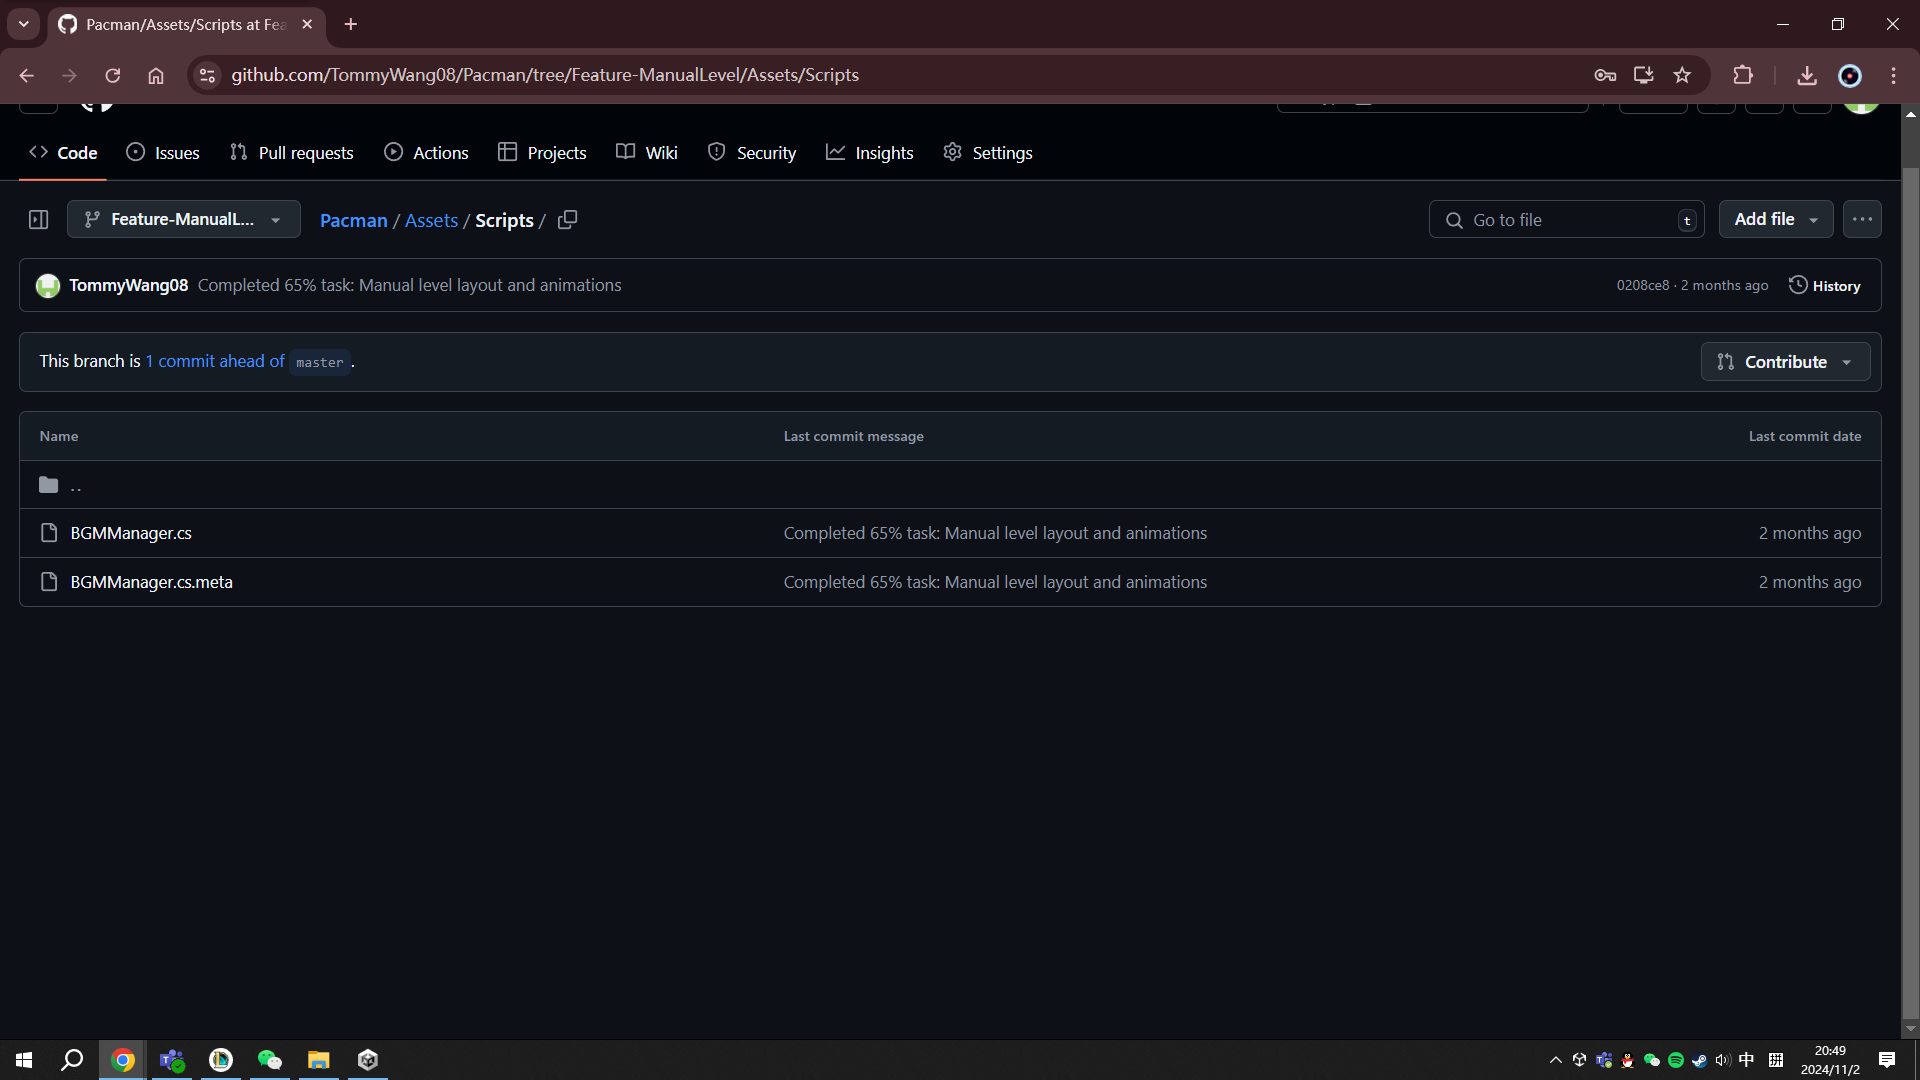 Pacman/Assets/Scripts at Fea
github.com/TommyWang08/Pacman/tree/Feature-ManualLevel/Assets/Scripts
Code Issues Pull requests Actions Projects Wiki Security Insights Settings
Feature-ManualL... Pacman / Assets / Scripts / Go to file t Add file
TommyWang08 Completed 65% task: Manual level layout and animations 0208ce8 · 2 months ago History
This branch is 1 commit ahead of master . Contribute
Name Last commit message Last commit date
..
BGMManager.cs Completed 65% task: Manual level layout and animations 2 months ago
BGMManager.cs.meta Completed 65% task: Manual level layout and animations 2 months ago
中 拼 20:49
2024/11/2